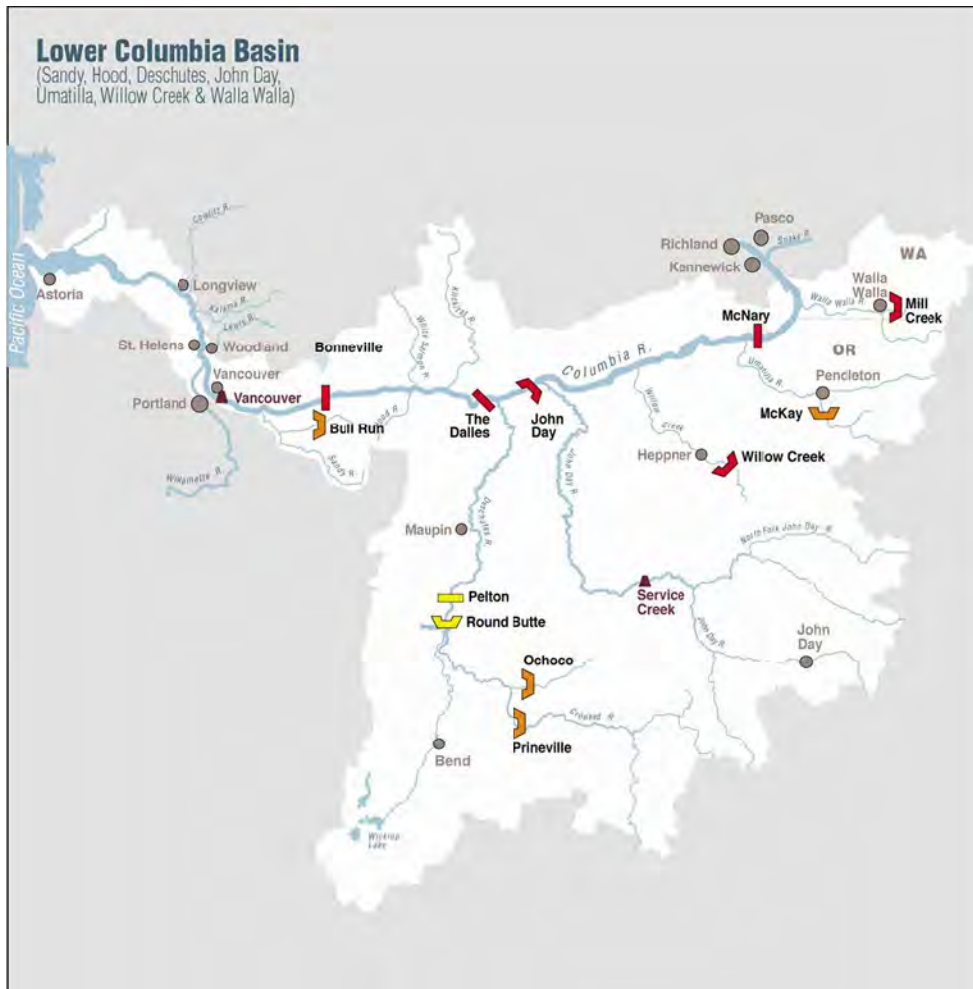 Lower Columbia Basin
(Sandy, Hood, Deschutes, John Day,
Umatilla, Willow Creek & Walla Walla)
Pacific Ocean
Astoria
Cowlitz R.
Longview
Kalama R.
Lewis R.
St. Helens
Woodland
Vancouver
Vancouver
Portland
Willamette R.
Bonneville
Bull Run
Hood R.
Sandy R.
White Salmon R.
Klickitat R.
The
Dalles
John
Day
Columbia R.
Richland
Pasco
Kennewick
Snake R.
WA
Walla
Walla
Walla Walla R.
Mill
Creek
McNary
OR
Umatilla R.
Pendleton
McKay
Willow
Creek
Heppner
Willow Creek
Deschutes R.
John Day R.
Maupin
North Fork John Day R.
Pelton
Round Butte
Service
Creek
John Day R.
John
Day
Ochoco
Prineville
Crooked R.
Bend
Wickiup
Lake